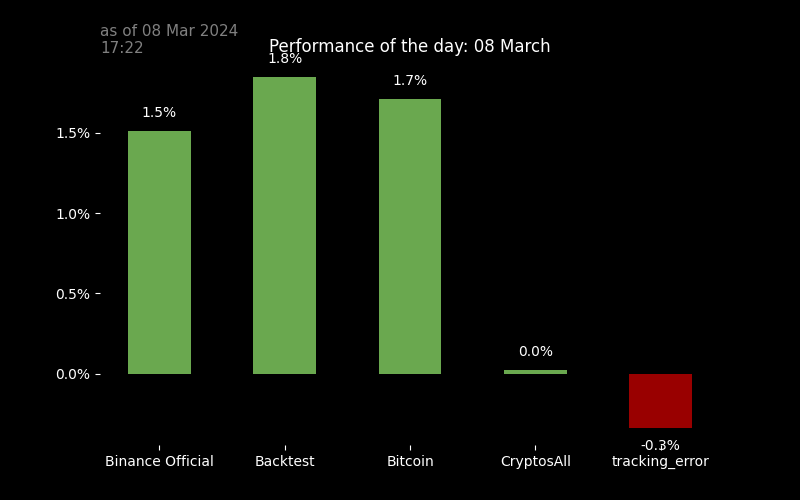 as of 08 Mar 2024
17:22
Performance of the day: 08 March
1.8%
1.7%
1.5%
1.5%
1.0%
0.5%
0.0%
0.0%
-0.3%
Binance Official
Backtest
Bitcoin
CryptosAll
tracking_error